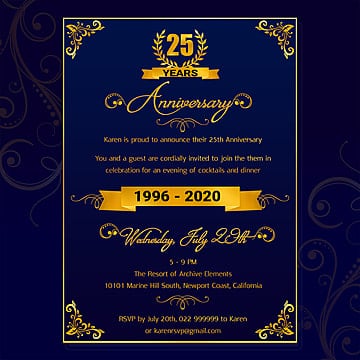 25
YEARS
Anniversary
Karen is proud to announce their 25th Anniversary
You and a guest are cordially invited to join the them in
celebration for an evening of cocktails and dinner
1996 - 2020
Wednesday, July 29th
5 - 9 PM
The Resort of Archive Elements
10101 Marine Hill South, Newport Coast, California
RSVP by July 20th, 022 999999 to Karen
or karenrsvp@gmail.com